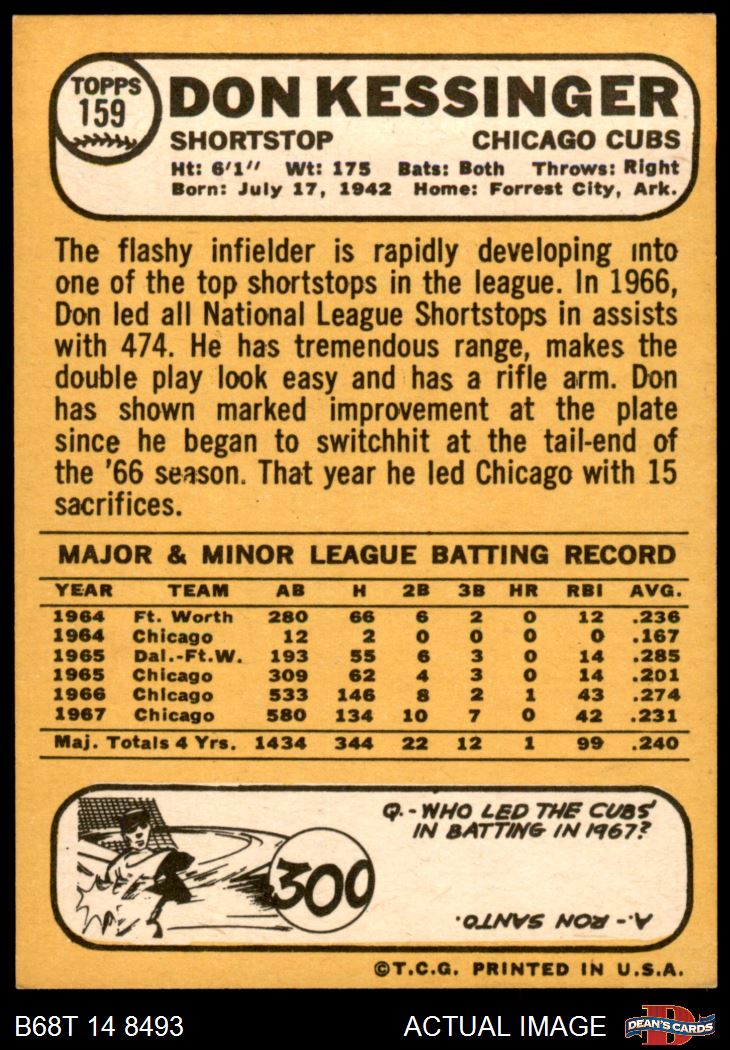 TOPPS
159
DON KESSINGER
SHORTSTOP CHICAGO CUBS
Ht: 6'1" Wt: 175 Bats: Both Throws: Right
Born: July 17, 1942 Home: Forrest City, Ark.
The flashy infielder is rapidly developing into
one of the top shortstops in the league. In 1966,
Don led all National League Shortstops in assists
with 474. He has tremendous range, makes the
double play look easy and has a rifle arm. Don
has shown marked improvement at the plate
since he began to switchhit at the tail-end of
the '66 season. That year he led Chicago with 15
sacrifices.
MAJOR & MINOR LEAGUE BATTING RECORD
YEAR TEAM AB H 2B 3B HR RBI AVG.
1964 Ft. Worth 280 66 6 2 0 12 .236
1964 Chicago 12 2 0 0 0 0 .167
1965 Dal.-Ft.W. 193 55 6 3 0 14 .285
1965 Chicago 309 62 4 3 0 14 .201
1966 Chicago 533 146 8 2 1 43 .274
1967 Chicago 580 134 10 7 0 42 .231
Maj. Totals 4 Yrs. 1434 344 22 12 1 99 .240
Q.-WHO LED THE CUBS'
IN BATTING IN 1967?
300
A.- RON SANTO.
©T.C.G. PRINTED IN U.S.A.
B68T 14 8493 ACTUAL IMAGE
D
DEAN'S CARDS